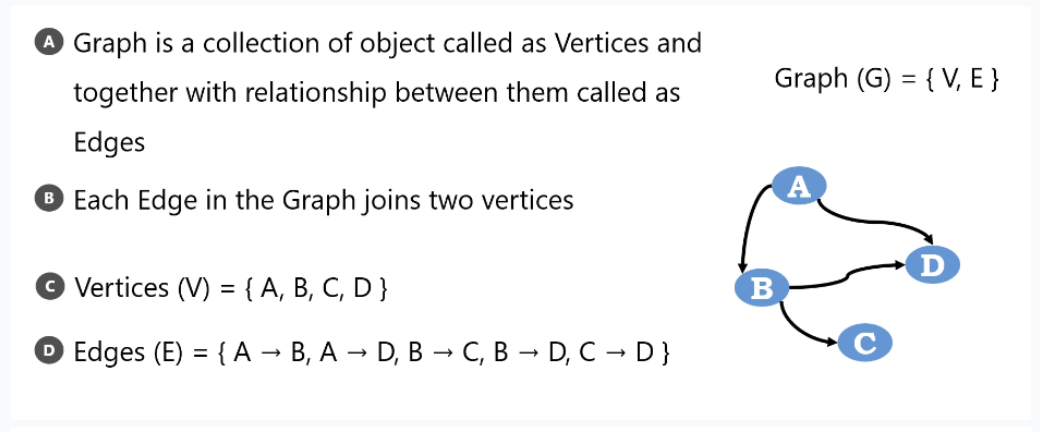 A Graph is a collection of object called as Vertices and
together with relationship between them called as
Edges
Graph (G) = { V, E }
B Each Edge in the Graph joins two vertices
C Vertices (V) = { A, B, C, D }
D Edges (E) = { A → B, A → D, B → C, B → D, C → D }
A
D
B
C